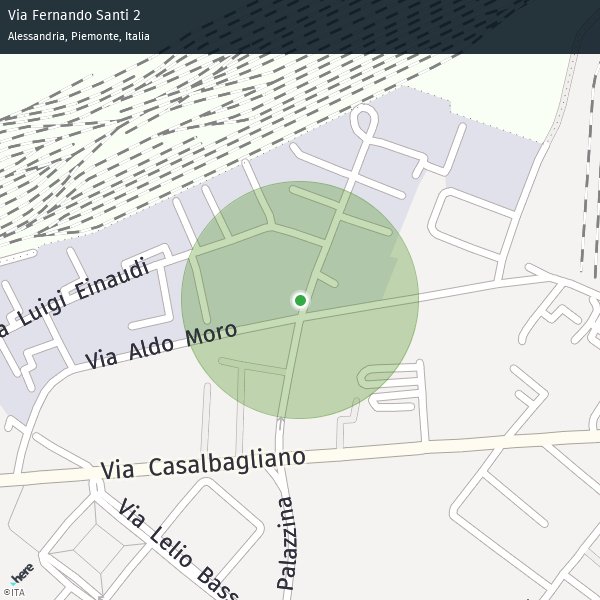 Via Fernando Santi 2
Alessandria, Piemonte, Italia
a Luigi Einaudi
Via Aldo Moro
Via Casalbagliano
Via Lelio Bass
Palazzina
here
©ITA